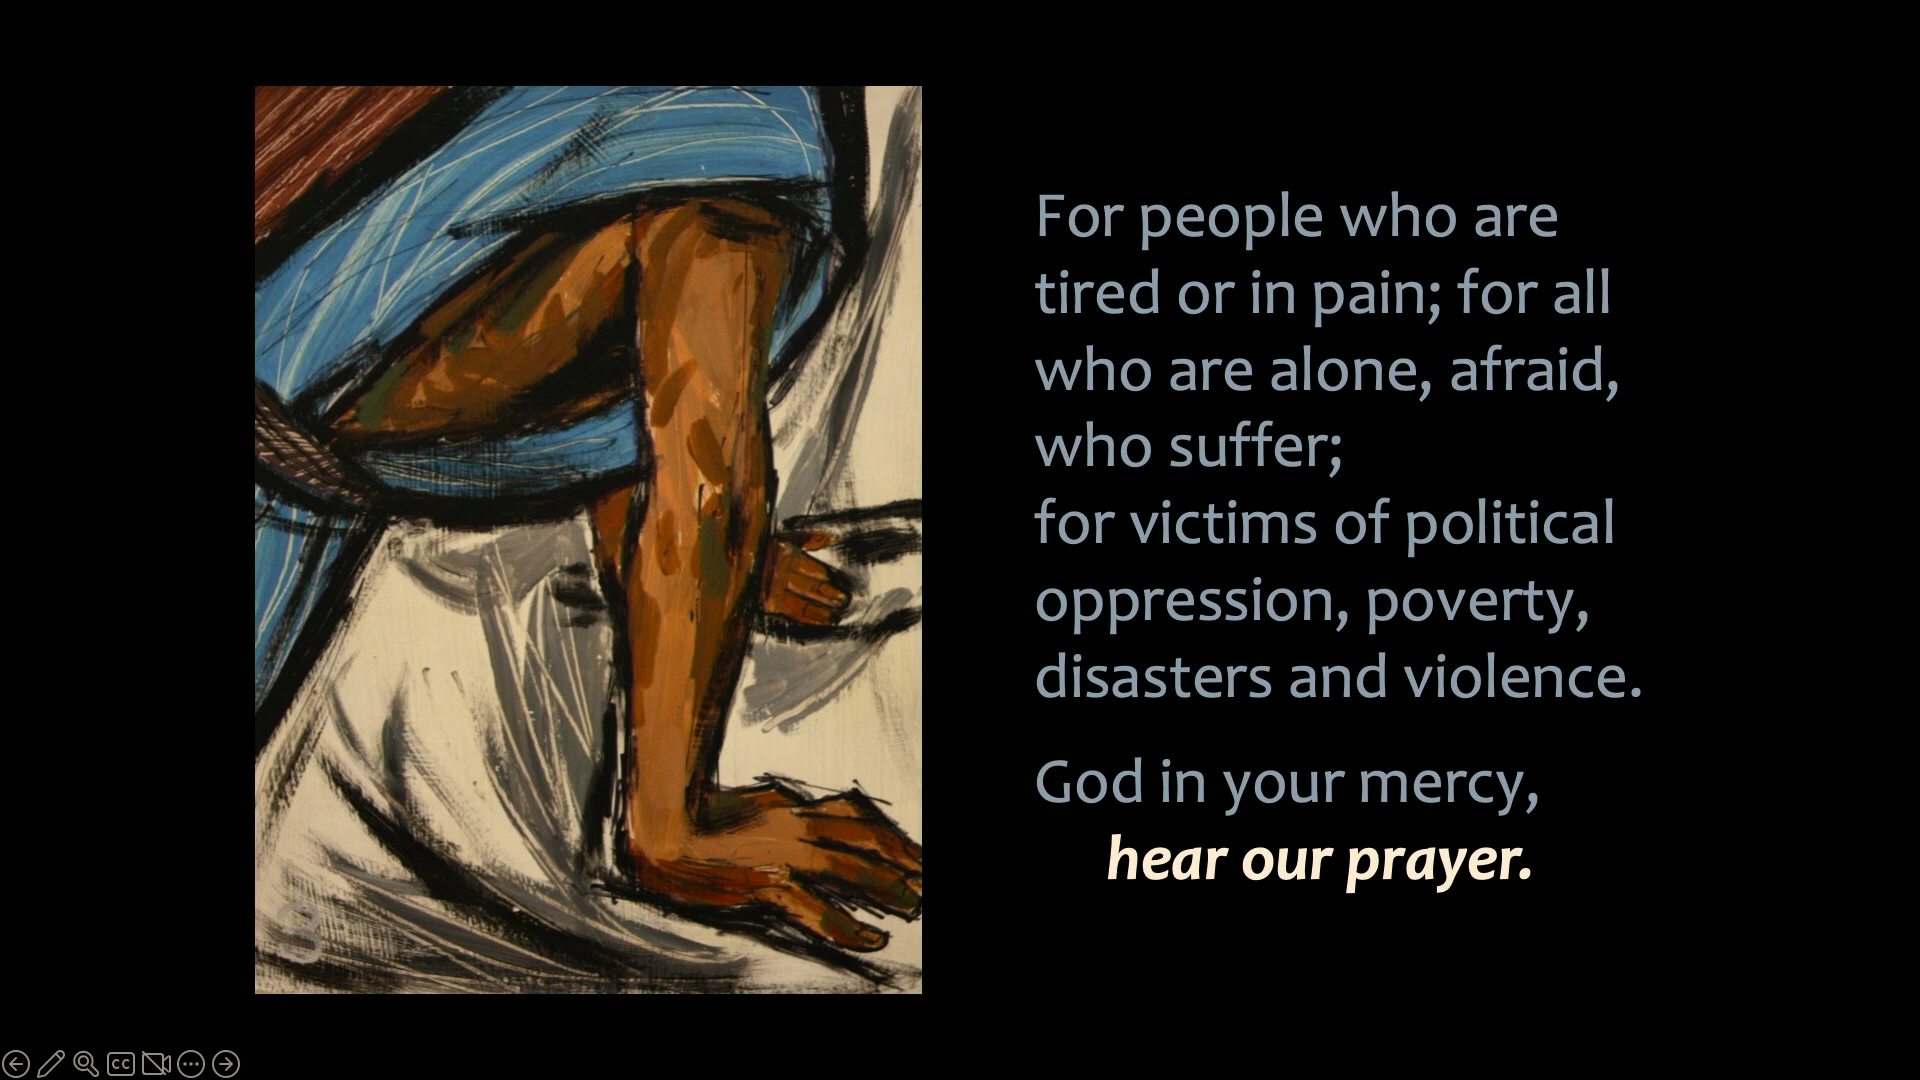 For people who are
tired or in pain; for all
who are alone, afraid,
who suffer;
for victims of political
oppression, poverty,
disasters and violence.
God in your mercy,
hear our prayer.
CC